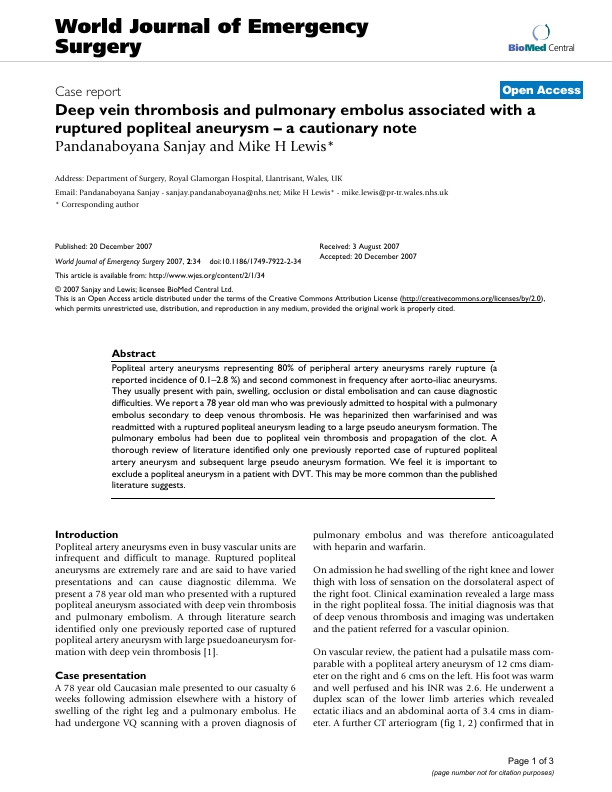 World Journal of Emergency
Surgery
BioMed Central
Case report
Open Access
Deep vein thrombosis and pulmonary embolus associated with a
ruptured popliteal aneurysm – a cautionary note
Pandanaboyana Sanjay and Mike H Lewis*
Address: Department of Surgery, Royal Glamorgan Hospital, Llantrisant, Wales, UK
Email: Pandanaboyana Sanjay - sanjay.pandanaboyana@nhs.net; Mike H Lewis* - mike.lewis@pr-tr.wales.nhs.uk
* Corresponding author
Published: 20 December 2007
World Journal of Emergency Surgery 2007, 2:34 doi:10.1186/1749-7922-2-34
This article is available from: http://www.wjes.org/content/2/1/34
Received: 3 August 2007
Accepted: 20 December 2007
© 2007 Sanjay and Lewis; licensee BioMed Central Ltd.
This is an Open Access article distributed under the terms of the Creative Commons Attribution License (http://creativecommons.org/licenses/by/2.0),
which permits unrestricted use, distribution, and reproduction in any medium, provided the original work is properly cited.
Abstract
Popliteal artery aneurysms representing 80% of peripheral artery aneurysms rarely rupture (a
reported incidence of 0.1–2.8 %) and second commonest in frequency after aorto-iliac aneurysms.
They usually present with pain, swelling, occlusion or distal embolisation and can cause diagnostic
difficulties. We report a 78 year old man who was previously admitted to hospital with a pulmonary
embolus secondary to deep venous thrombosis. He was heparinized then warfarinised and was
readmitted with a ruptured popliteal aneurysm leading to a large pseudo aneurysm formation. The
pulmonary embolus had been due to popliteal vein thrombosis and propagation of the clot. A
thorough review of literature identified only one previously reported case of ruptured popliteal
artery aneurysm and subsequent large pseudo aneurysm formation. We feel it is important to
exclude a popliteal aneurysm in a patient with DVT. This may be more common than the published
literature suggests.
Introduction
Popliteal artery aneurysms even in busy vascular units are
infrequent and difficult to manage. Ruptured popliteal
aneurysms are extremely rare and are said to have varied
presentations and can cause diagnostic dilemma. We
present a 78 year old man who presented with a ruptured
popliteal aneurysm associated with deep vein thrombosis
and pulmonary embolism. A through literature search
identified only one previously reported case of ruptured
popliteal artery aneurysm with large psuedoaneurysm for-
mation with deep vein thrombosis [1].
Case presentation
A 78 year old Caucasian male presented to our casualty 6
weeks following admission elsewhere with a history of
swelling of the right leg and a pulmonary embolus. He
had undergone VQ scanning with a proven diagnosis of
pulmonary embolus and was therefore anticoagulated
with heparin and warfarin.
On admission he had swelling of the right knee and lower
thigh with loss of sensation on the dorsolateral aspect of
the right foot. Clinical examination revealed a large mass
in the right popliteal fossa. The initial diagnosis was that
of deep venous thrombosis and imaging was undertaken
and the patient referred for a vascular opinion.
On vascular review, the patient had a pulsatile mass com-
parable with a popliteal artery aneurysm of 12 cms diam-
eter on the right and 6 cms on the left. His foot was warm
and well perfused and his INR was 2.6. He underwent a
duplex scan of the lower limb arteries which revealed
ectatic iliacs and an abdominal aorta of 3.4 cms in diam-
eter. A further CT arteriogram (fig 1, 2) confirmed that in
Page 1 of 3
(page number not for citation purposes)